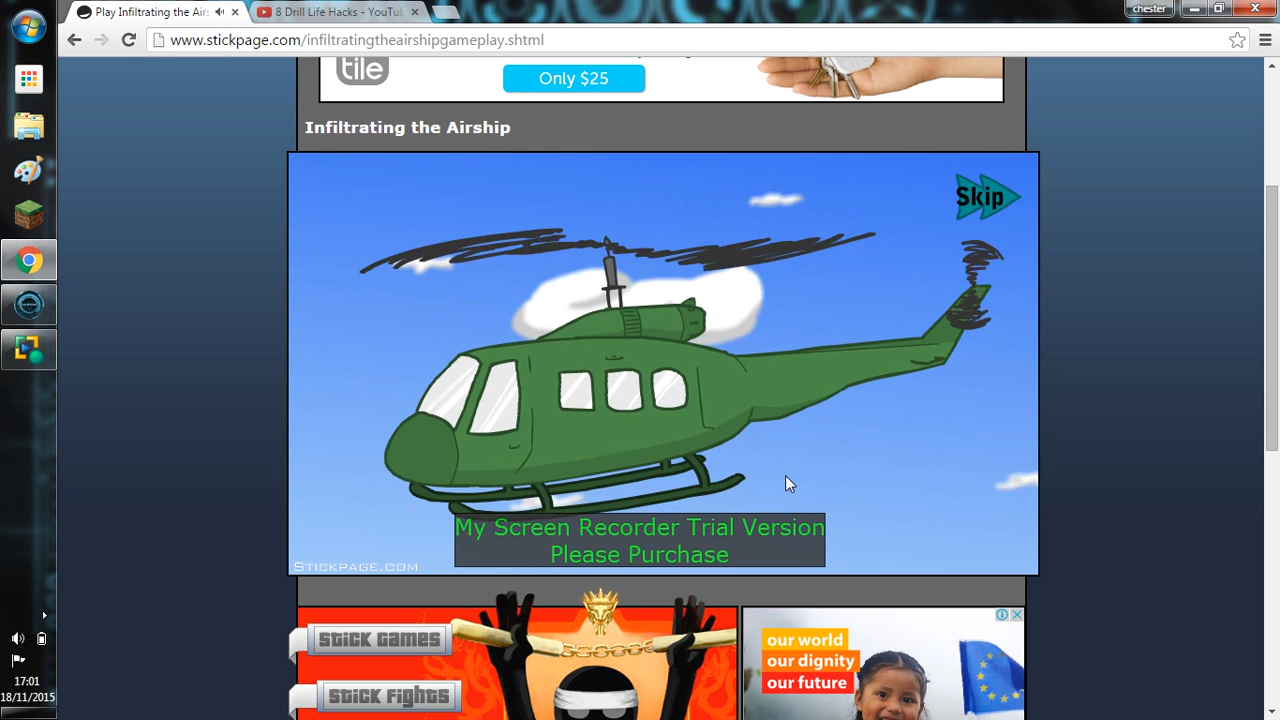 Play Infiltrating the Airs
8 Drill Life Hacks - YouTub
chester
www.stickpage.com/infiltratingtheairshipgameplay.shtml
tile
Only $25
Infiltrating the Airship
Skip
My Screen Recorder Trial Version
Please Purchase
STICKPAGE.COM
STICK GAMES
STICK FIGHTS
our world
our dignity
our future
17:01
18/11/2015